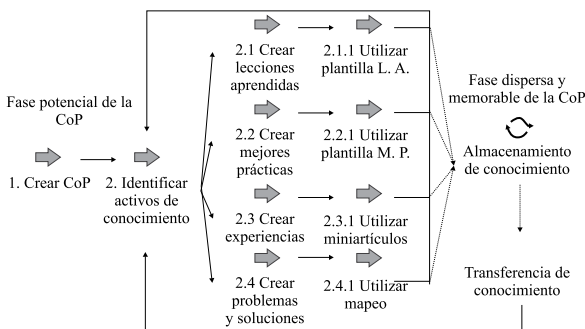 Fase potencial de la
CoP
1. Crear CoP
2. Identificar
activos de
conocimiento
2.1 Crear
lecciones
aprendidas
2.1.1 Utilizar
plantilla L. A.
2.2 Crear
mejores
prácticas
2.2.1 Utilizar
plantilla M. P.
2.3 Crear
experiencias
2.3.1 Utilizar
miniartículos
2.4 Crear
problemas
y soluciones
2.4.1 Utilizar
mapeo
Fase dispersa y
memorable de la CoP
Almacenamiento
de conocimiento
Transferencia de
conocimiento